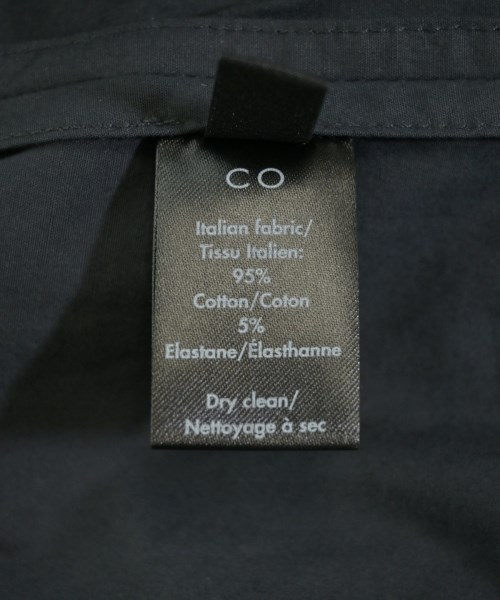 CO
Italian fabric/
Tissu Italien:
95%
Cotton/Coton
5%
Elastane/Élasthanne
Dry clean/
Nettoyage à sec